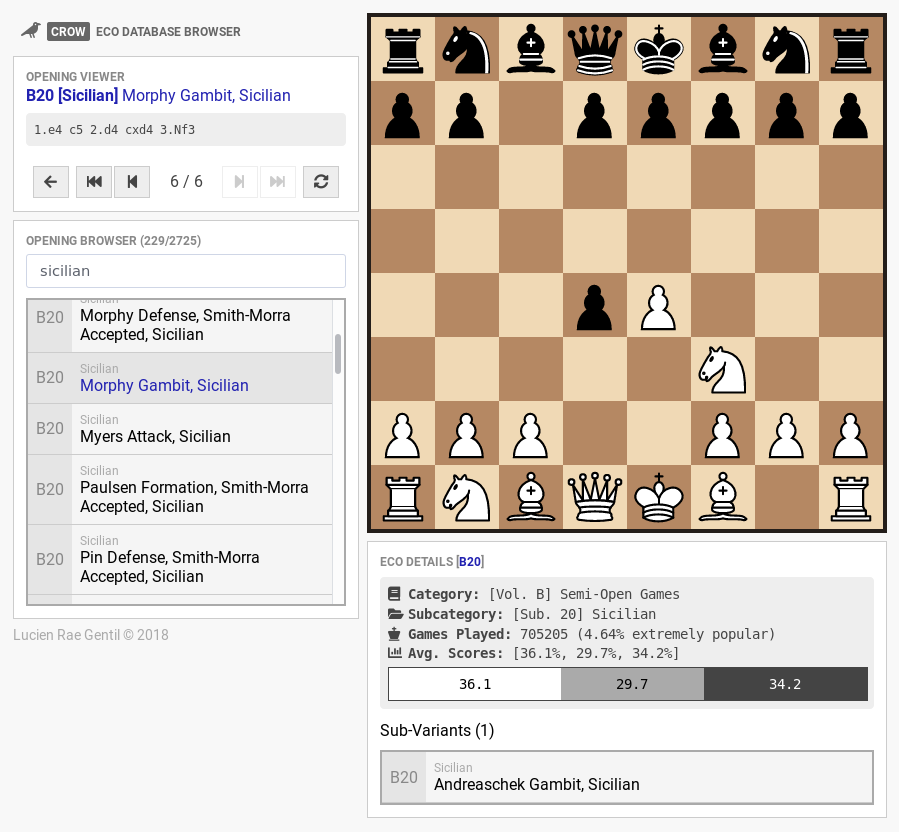 CROW ECO DATABASE BROWSER
OPENING VIEWER
B20 [Sicilian] Morphy Gambit, Sicilian
1.e4 c5 2.d4 cxd4 3.Nf3
6 / 6
OPENING BROWSER (229/2725)
sicilian
Sicilian
B20
Morphy Defense, Smith-Morra
Accepted, Sicilian
Sicilian
B20
Morphy Gambit, Sicilian
Sicilian
B20
Myers Attack, Sicilian
Sicilian
B20
Paulsen Formation, Smith-Morra
Accepted, Sicilian
Sicilian
B20
Pin Defense, Smith-Morra
Accepted, Sicilian
Lucien Rae Gentil © 2018
ECO DETAILS [B20]
Category: [Vol. B] Semi-Open Games
Subcategory: [Sub. 20] Sicilian
Games Played: 705205 (4.64% extremely popular)
Avg. Scores: [36.1%, 29.7%, 34.2%]
36.1 29.7 34.2
Sub-Variants (1)
Sicilian
B20
Andreaschek Gambit, Sicilian